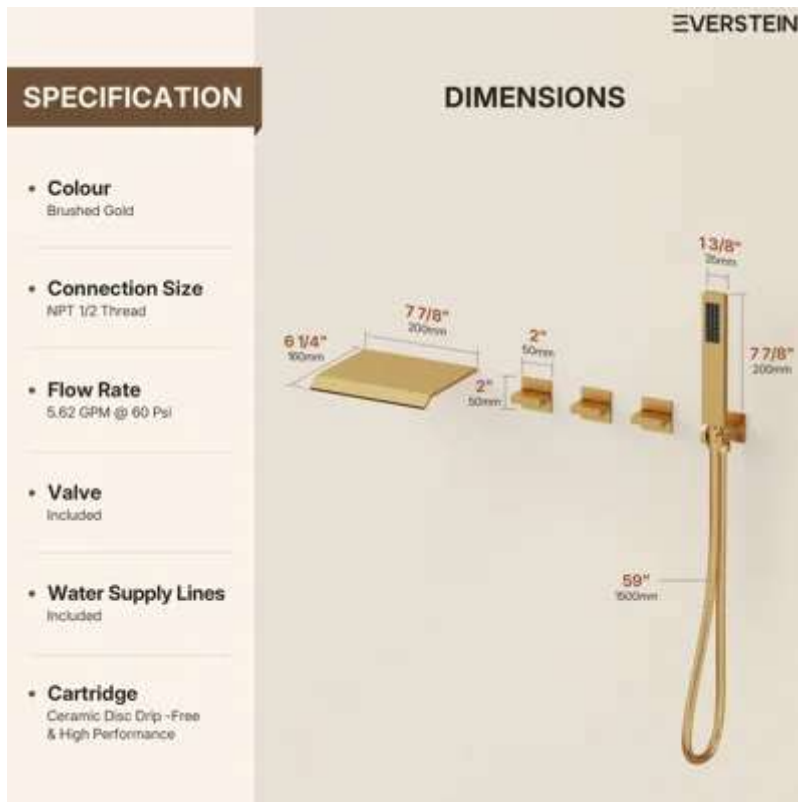 EVERSTEIN
SPECIFICATION
DIMENSIONS
• Colour
Brushed Gold
• Connection Size
NPT 1/2 Thread
• Flow Rate
5.62 GPM @ 60 Psi
• Valve
Included
• Water Supply Lines
Included
• Cartridge
Ceramic Disc Drip -Free
& High Performance
6 1/4"
160mm
7 7/8"
200mm
2"
50mm
2"
50mm
1 3/8"
35mm
7 7/8"
200mm
59"
1500mm